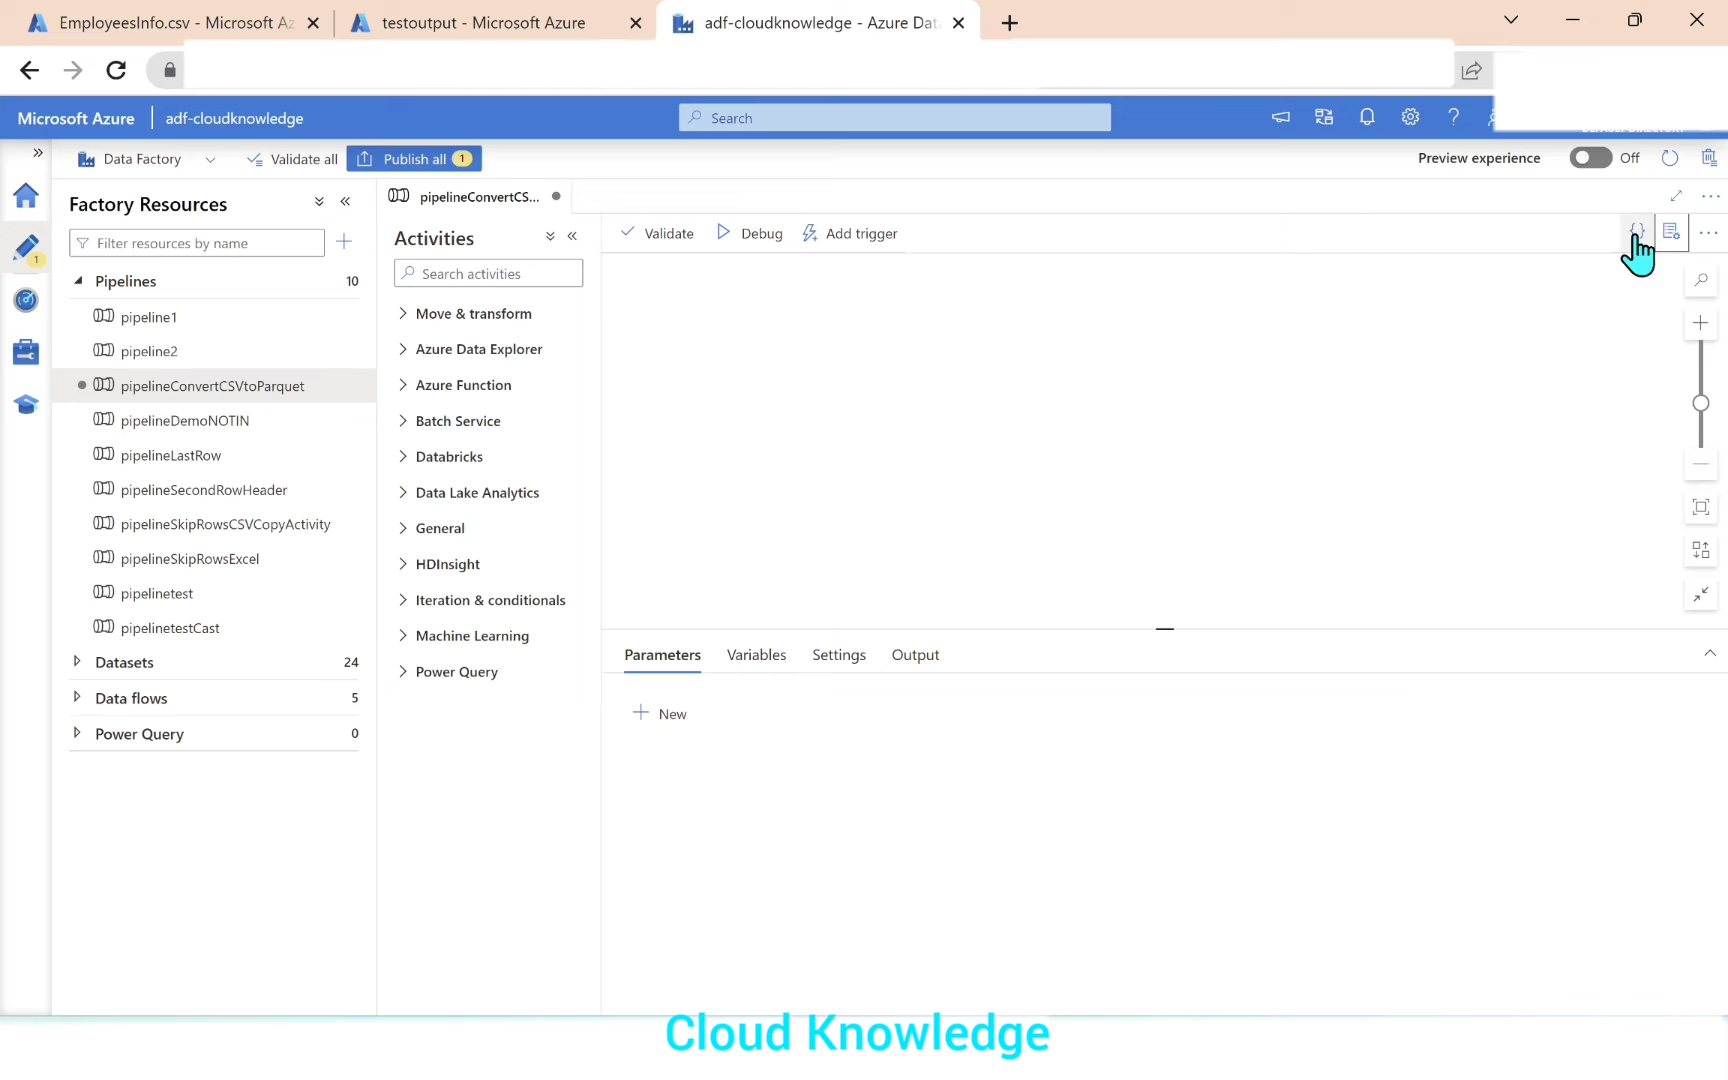 EmployeesInfo.csv - Microsoft Az
testoutput - Microsoft Azure
adf-cloudknowledge - Azure Dat
Microsoft Azure
adf-cloudknowledge
Search
Data Factory
Validate all
Publish all 1
Preview experience
Off
1
Factory Resources
Filter resources by name
Pipelines 10
pipeline1
pipeline2
pipelineConvertCSVtoParquet
pipelineDemoNOTIN
pipelineLastRow
pipelineSecondRowHeader
pipelineSkipRowsCSVCopyActivity
pipelineSkipRowsExcel
pipelinetest
pipelinetestCast
Datasets 24
Data flows 5
Power Query 0
pipelineConvertCS...
Activities
Search activities
Move & transform
Azure Data Explorer
Azure Function
Batch Service
Databricks
Data Lake Analytics
General
HDInsight
Iteration & conditionals
Machine Learning
Power Query
Validate
Debug
Add trigger
Parameters
Variables
Settings
Output
New
Cloud Knowledge